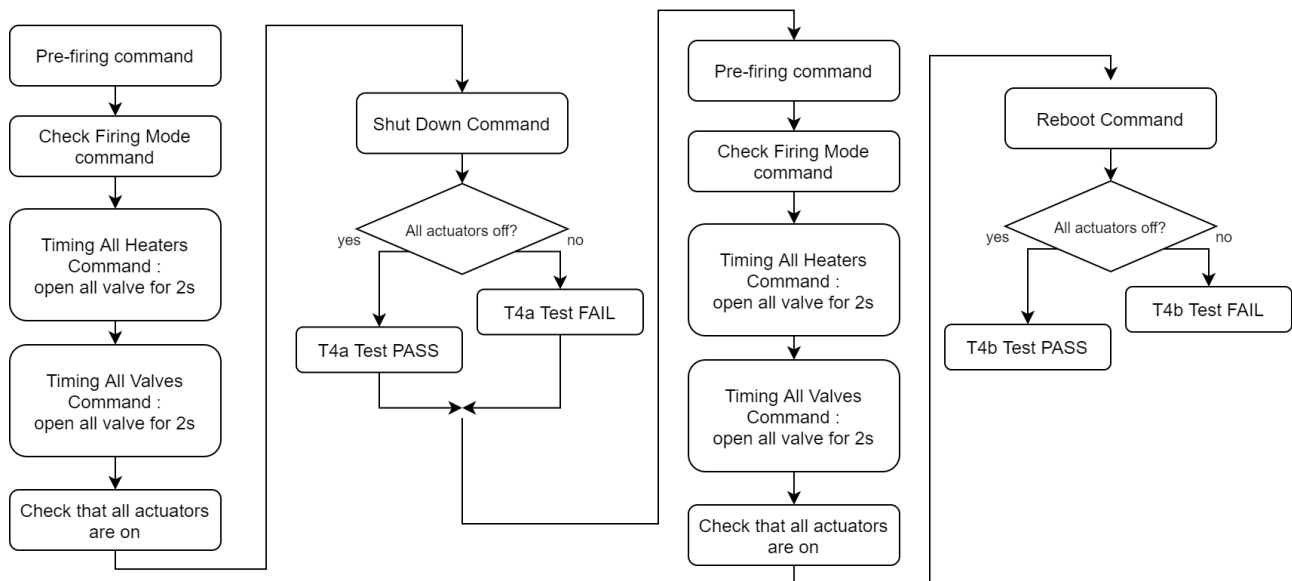 Pre-firing command
Check Firing Mode
command
Timing All Heaters
Command :
open all valve for 2s
Timing All Valves
Command :
open all valve for 2s
Check that all actuators
are on
Shut Down Command
All actuators off?
yes
no
T4a Test FAIL
T4a Test PASS
Pre-firing command
Check Firing Mode
command
Timing All Heaters
Command :
open all valve for 2s
Timing All Valves
Command :
open all valve for 2s
Check that all actuators
are on
Reboot Command
All actuators off?
yes
no
T4b Test FAIL
T4b Test PASS